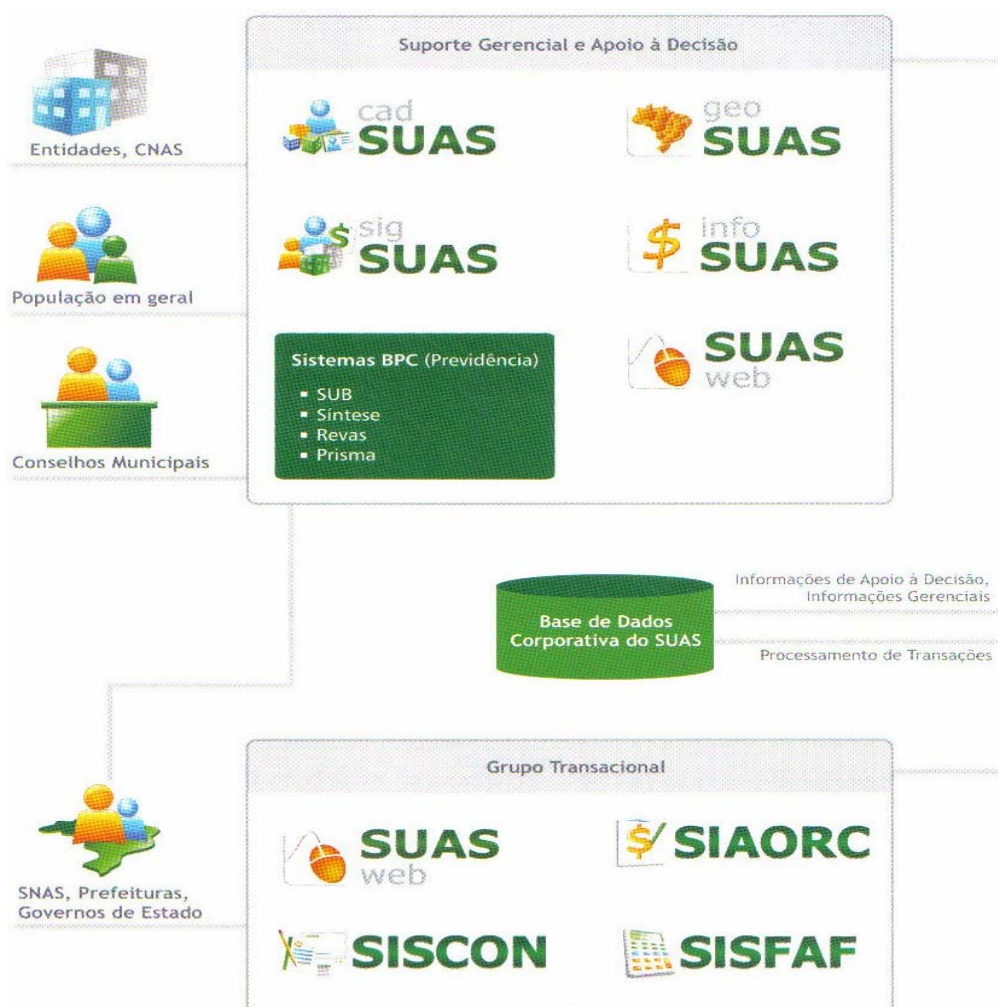 Suporte Gerencial e Apoio à Decisão
Entidades, CNAS
cad
SUAS
geo
SUAS
População em geral
sig
SUAS
info
SUAS
Conselhos Municipais
Sistemas BPC (Previdência)
▪ SUB
▪ Síntese
▪ Revas
▪ Prisma
SUAS
web
Base de Dados
Corporativa do SUAS
Informações de Apoio à Decisão,
Informações Gerenciais
Processamento de Transações
Grupo Transacional
SNAS, Prefeituras,
Governos de Estado
SUAS
web
SIAORC
SISCON
SISFAF